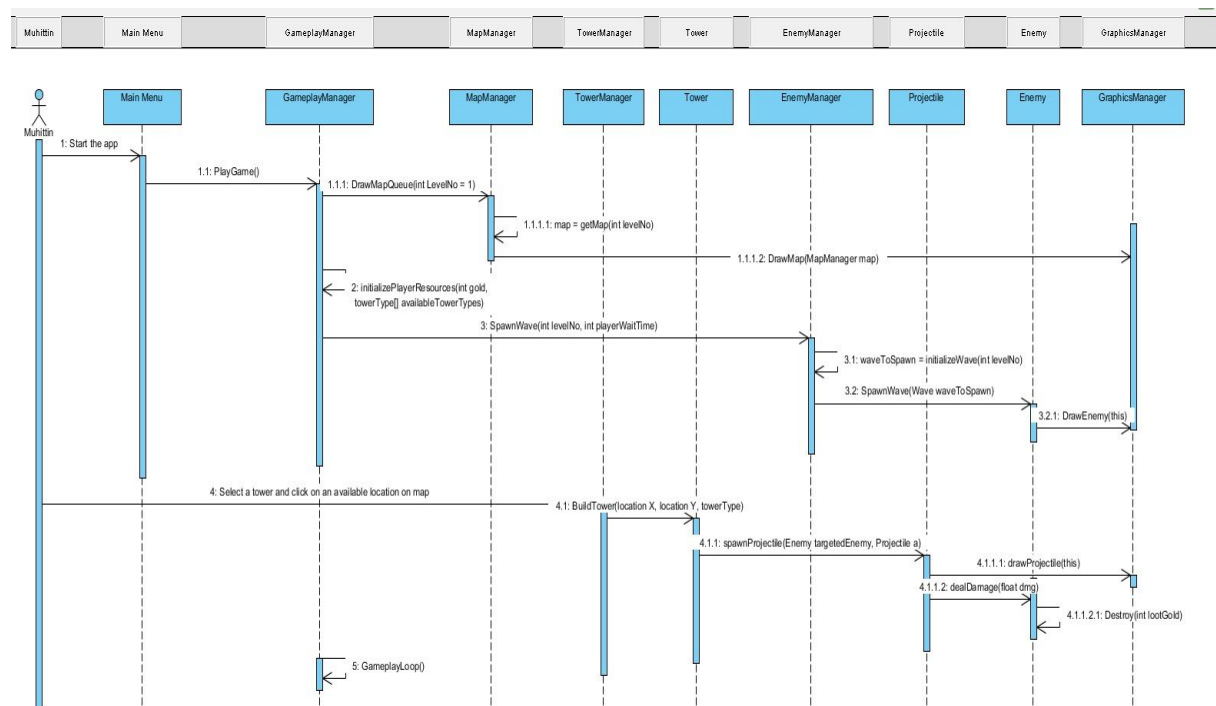 Muhittin
Main Menu
GameplayManager
MapManager
TowerManager
Tower
EnemyManager
Projectile
Enemy
GraphicsManager
Main Menu
GameplayManager
MapManager
TowerManager
Tower
EnemyManager
Projectile
Enemy
GraphicsManager
Muhittin
1: Start the app
1.1: PlayGame()
1.1.1: DrawMapQueue(int LevelNo = 1)
1.1.1.1: map = getMap(int levelNo)
1.1.1.2: DrawMap(MapManager map)
2: initializePlayerResources(int gold,
towerType[] availableTowerTypes)
3: SpawnWave(int levelNo, int playerWaitTime)
3.1: waveToSpawn = initializeWave(int levelNo)
3.2: SpawnWave(Wave waveToSpawn)
3.2.1: DrawEnemy(this)
4: Select a tower and click on an available location on map
4.1: BuildTower(location X, location Y, towerType)
4.1.1: spawnProjectile(Enemy targetedEnemy, Projectile a)
4.1.1.1: drawProjectile(this)
4.1.1.2: dealDamage(float dmg)
4.1.1.2.1: Destroy(int lootGold)
5: GameplayLoop()